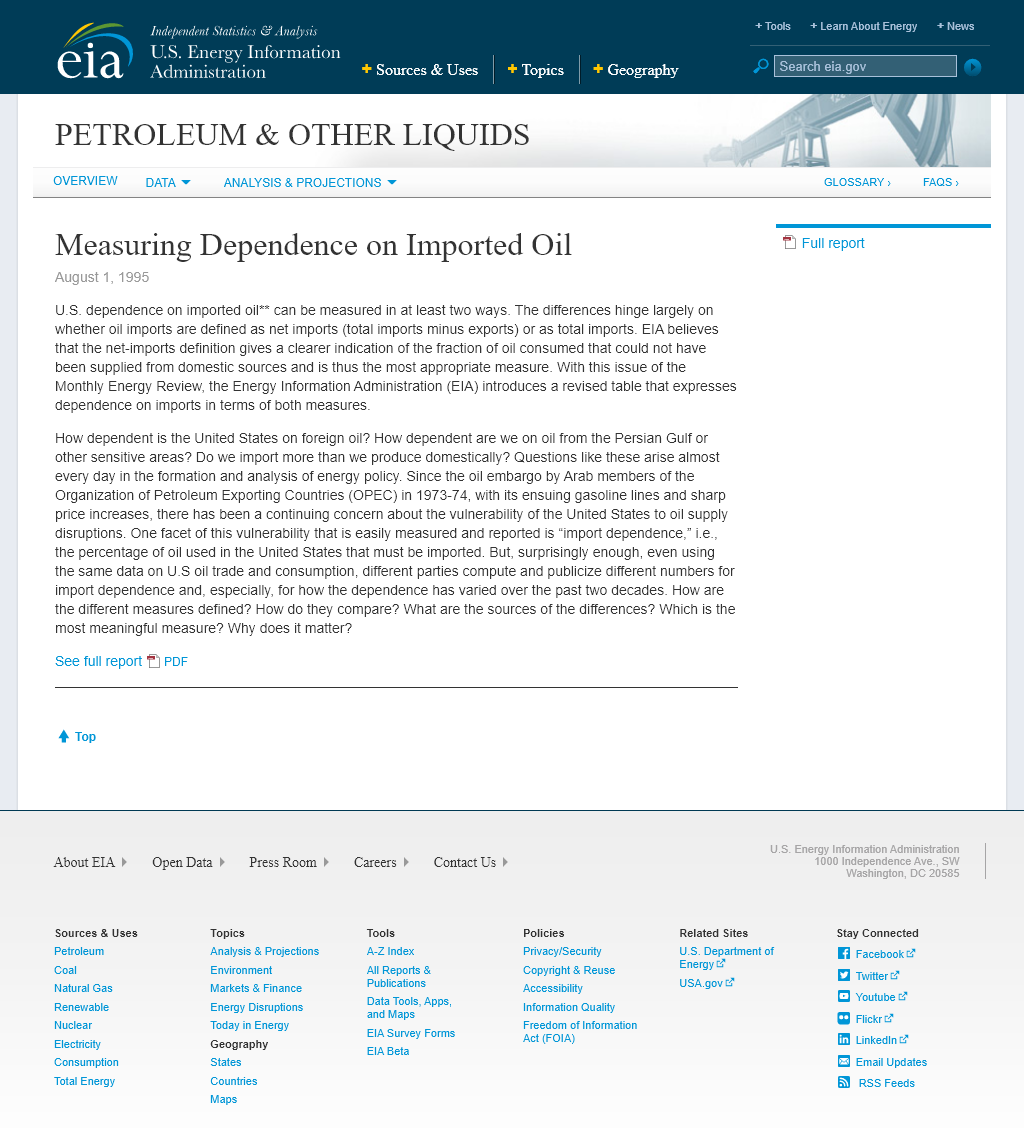 eia
Independent Statistics & Analysis
U.S. Energy Information
Administration
+ Sources & Uses
+ Topics
+ Geography
+ Tools
+ Learn About Energy
+ News
Search eia.gov
PETROLEUM & OTHER LIQUIDS
OVERVIEW
DATA
ANALYSIS & PROJECTIONS
GLOSSARY ›
FAQS ›
Measuring Dependence on Imported Oil
August 1, 1995
Full report
U.S. dependence on imported oil** can be measured in at least two ways. The differences hinge largely on
whether oil imports are defined as net imports (total imports minus exports) or as total imports. EIA believes
that the net-imports definition gives a clearer indication of the fraction of oil consumed that could not have
been supplied from domestic sources and is thus the most appropriate measure. With this issue of the
Monthly Energy Review, the Energy Information Administration (EIA) introduces a revised table that expresses
dependence on imports in terms of both measures.
How dependent is the United States on foreign oil? How dependent are we on oil from the Persian Gulf or
other sensitive areas? Do we import more than we produce domestically? Questions like these arise almost
every day in the formation and analysis of energy policy. Since the oil embargo by Arab members of the
Organization of Petroleum Exporting Countries (OPEC) in 1973-74, with its ensuing gasoline lines and sharp
price increases, there has been a continuing concern about the vulnerability of the United States to oil supply
disruptions. One facet of this vulnerability that is easily measured and reported is “import dependence,” i.e.,
the percentage of oil used in the United States that must be imported. But, surprisingly enough, even using
the same data on U.S oil trade and consumption, different parties compute and publicize different numbers for
import dependence and, especially, for how the dependence has varied over the past two decades. How are
the different measures defined? How do they compare? What are the sources of the differences? Which is the
most meaningful measure? Why does it matter?
See full report PDF
Top
About EIA
Open Data
Press Room
Careers
Contact Us
U.S. Energy Information Administration
1000 Independence Ave., SW
Washington, DC 20585
Sources & Uses
Petroleum
Coal
Natural Gas
Renewable
Nuclear
Electricity
Consumption
Total Energy
Topics
Analysis & Projections
Environment
Markets & Finance
Energy Disruptions
Today in Energy
Geography
States
Countries
Maps
Tools
A-Z Index
All Reports &
Publications
Data Tools, Apps,
and Maps
EIA Survey Forms
EIA Beta
Policies
Privacy/Security
Copyright & Reuse
Accessibility
Information Quality
Freedom of Information
Act (FOIA)
Related Sites
U.S. Department of
Energy
USA.gov
Stay Connected
Facebook
Twitter
Youtube
Flickr
LinkedIn
Email Updates
RSS Feeds